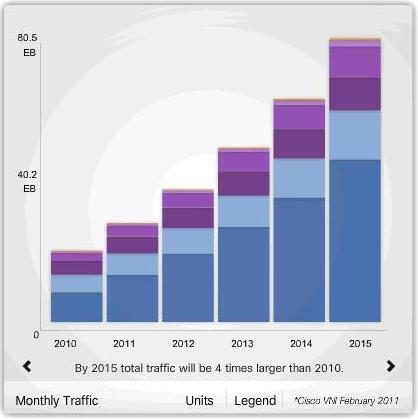 80.5
EB
40.2
EB
0
2010 2011 2012 2013 2014 2015
By 2015 total traffic will be 4 times larger than 2010.
Monthly Traffic Units Legend *Cisco VNI February 2011